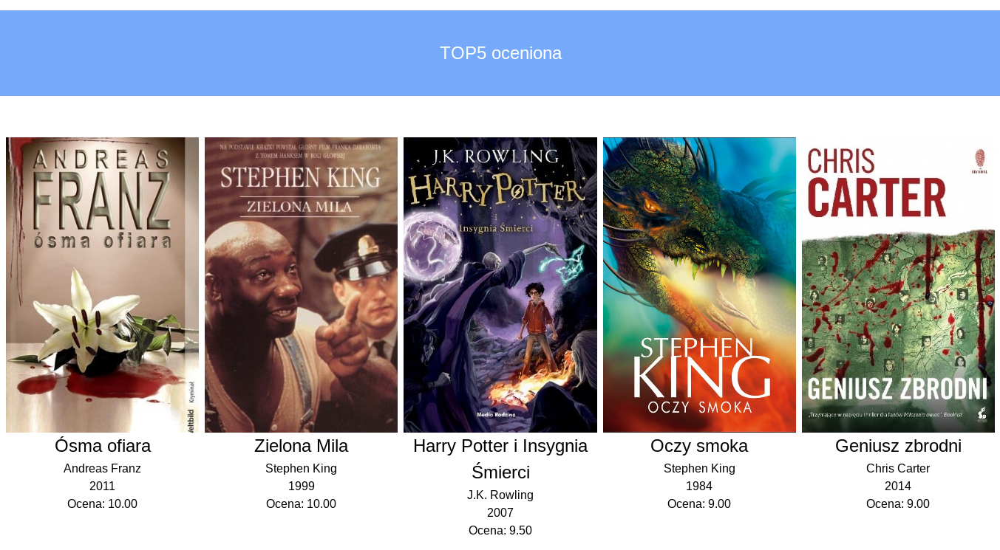 TOP5 oceniona
ANDREAS
FRANZ
ósma ofiara
Kryminał
Weltbild
NA PODSTAWIE KSIĄŻKI POWSTAŁ GŁOŚNY FILM FRANKA DARABONTA
Z TOMEM HANKSEM W ROLI GŁÓWNEJ
STEPHEN KING
ZIELONA MILA
J.K. ROWLING
HARRY POTTER
i
Insygnia Śmierci
Media Rodzina
STEPHEN
KING
OCZY SMOKA
CHRIS
CARTER
GENIUSZ ZBRODNI
„Trzymający w napięciu thriller dla fanów Milczenia owiec". Booklist
Ósma ofiara
Andreas Franz
2011
Ocena: 10.00
Zielona Mila
Stephen King
1999
Ocena: 10.00
Harry Potter i Insygnia
Śmierci
J.K. Rowling
2007
Ocena: 9.50
Oczy smoka
Stephen King
1984
Ocena: 9.00
Geniusz zbrodni
Chris Carter
2014
Ocena: 9.00